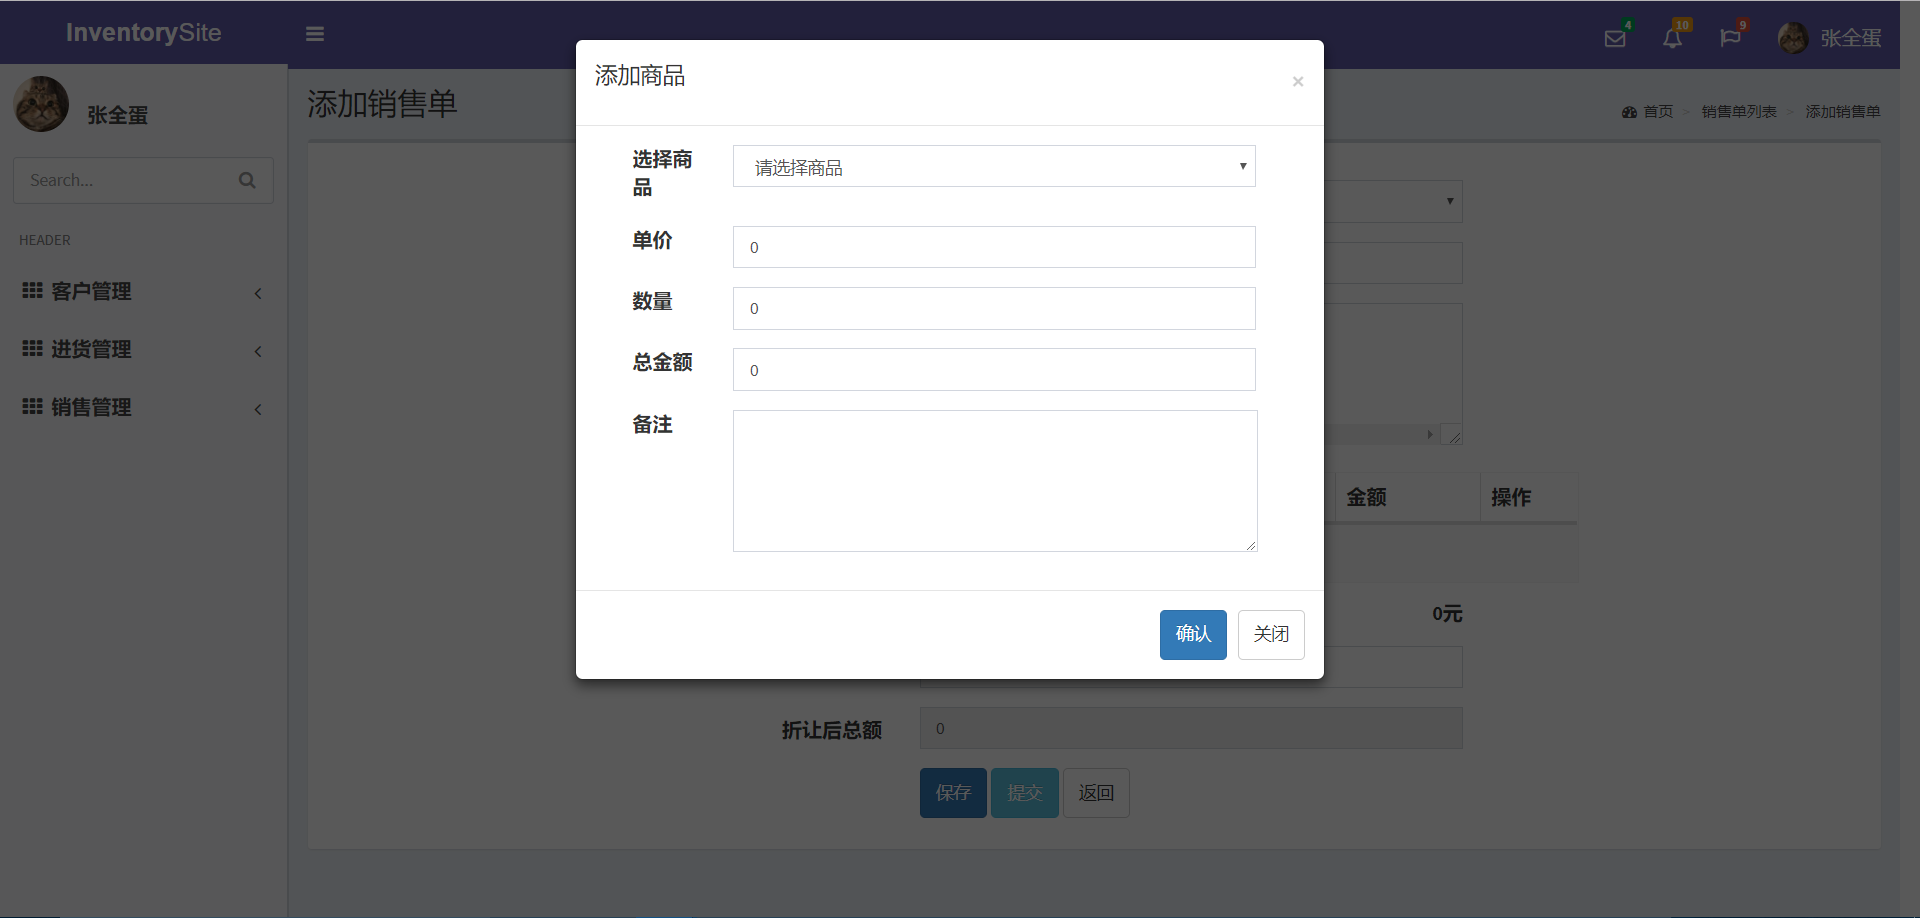 InventorySite
4
10
9
张全蛋
张全蛋
添加销售单
首页 > 销售单列表 > 添加销售单
Search...
HEADER
客户管理
进货管理
销售管理
添加商品
×
选择商
品
请选择商品
单价
0
数量
0
总金额
0
备注
确认
关闭
金额
操作
0元
折让后总额
0
保存
提交
返回